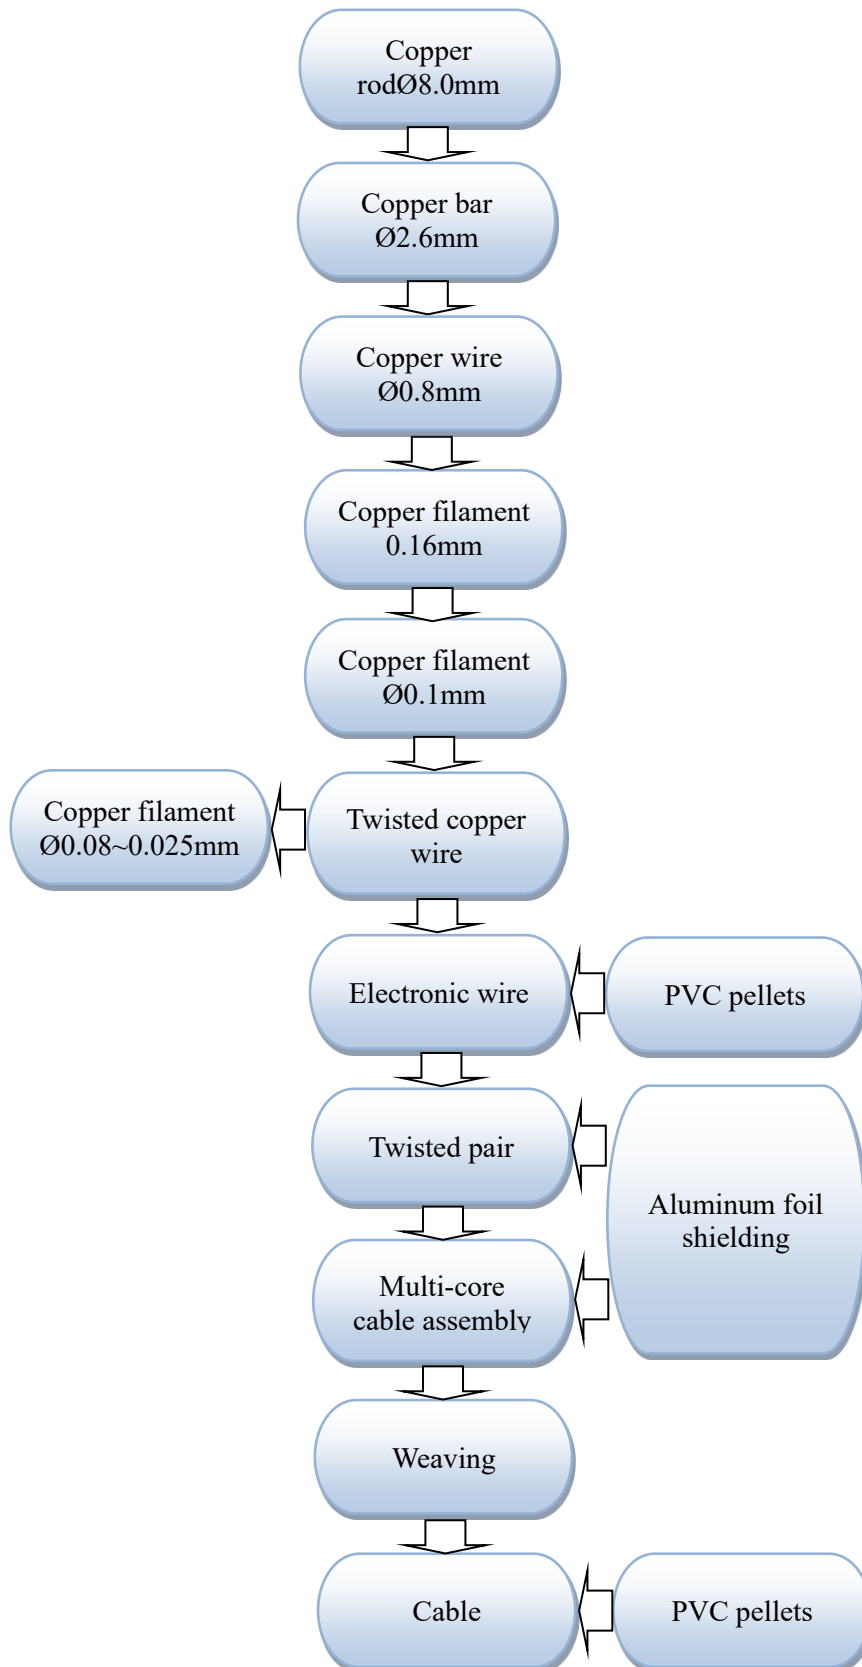 Copper
rodØ8.0mm
Copper bar
Ø2.6mm
Copper wire
Ø0.8mm
Copper filament
0.16mm
Copper filament
Ø0.1mm
Copper filament
Ø0.08~0.025mm
Twisted copper
wire
Electronic wire
PVC pellets
Twisted pair
Aluminum foil
shielding
Multi-core
cable assembly
Weaving
Cable
PVC pellets